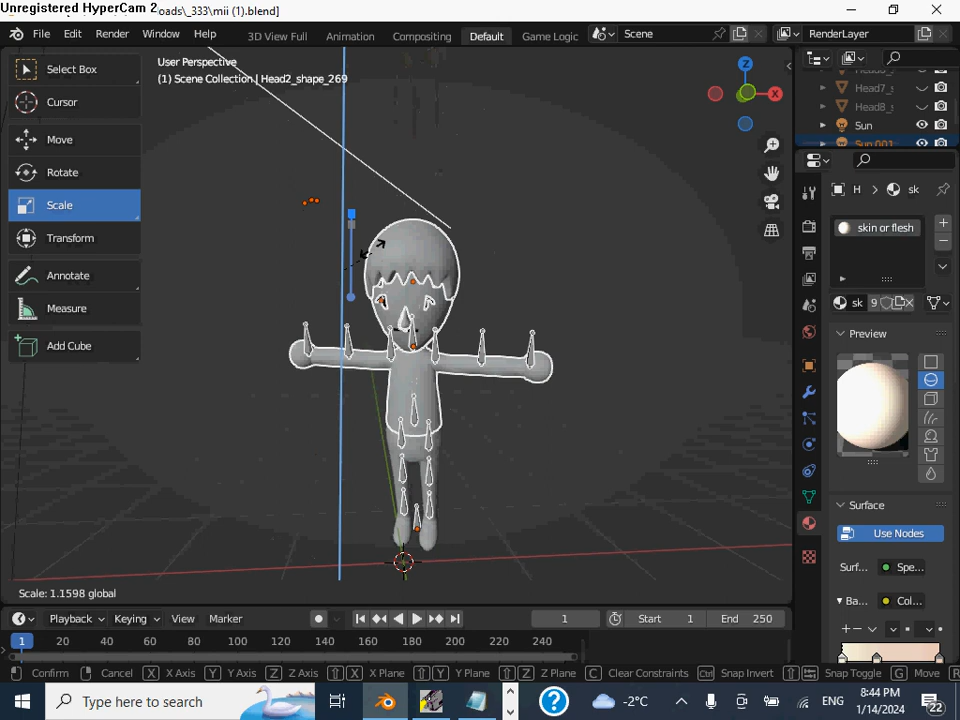 Unregistered HyperCam 2
oads\_333\mii (1).blend]
File Edit Render Window Help
3D View Full Animation Compositing Default Game Logic
Scene
RenderLayer
Select Box
Cursor
Move
Rotate
Scale
Transform
Annotate
Measure
Add Cube
User Perspective
(1) Scene Collection | Head2_shape_269
Z
X
Head7_s
Head8_s
Sun
Sun.001
H > sk
skin or flesh
sk 9
Preview
Surface
Use Nodes
Surf... Spe...
Ba... Col...
Scale: 1.1598 global
Playback Keying View Marker
1 Start 1 End 250
1 20 40 60 80 100 120 140 160 180 200 220 240
Confirm Cancel X X Axis Y Y Axis Z Z Axis X X Plane Y Y Plane Z Z Plane C Clear Constraints Ctrl Snap Invert Snap Toggle G Move
Type here to search
-2°C
ENG
8:44 PM
1/14/2024
22